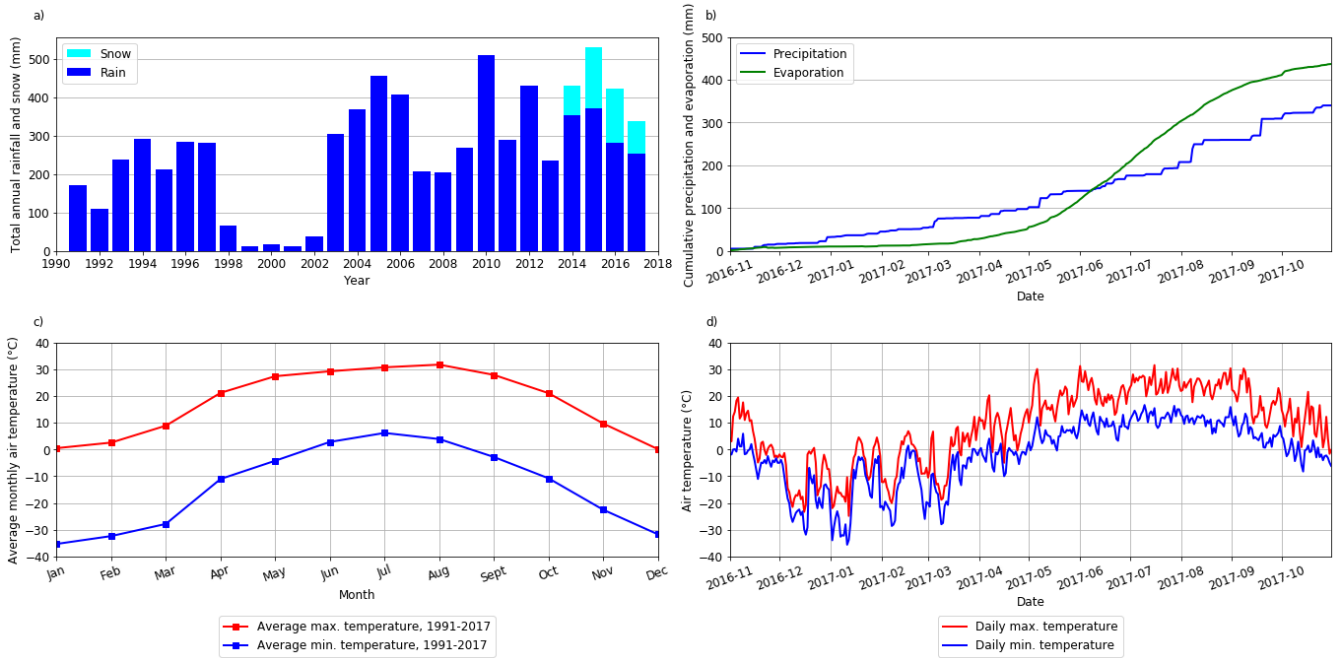 a)
Total annual rainfall and snow (mm)
500
400
300
200
100
0
Snow
Rain
1990 1992 1994 1996 1998 2000 2002 2004 2006 2008 2010 2012 2014 2016 2018
Year
b)
Cumulative precipitation and evaporation (mm)
500
400
300
200
100
0
Precipitation
Evaporation
2016-11 2016-12 2017-01 2017-02 2017-03 2017-04 2017-05 2017-06 2017-07 2017-08 2017-09 2017-10
Date
c)
Average monthly air temperature (°C)
40
30
20
10
0
−10
−20
−30
−40
Jan Feb Mar Apr May Jun Jul Aug Sept Oct Nov Dec
Month
Average max. temperature, 1991-2017
Average min. temperature, 1991-2017
d)
Air temperature (°C)
40
30
20
10
0
−10
−20
−30
−40
2016-11 2016-12 2017-01 2017-02 2017-03 2017-04 2017-05 2017-06 2017-07 2017-08 2017-09 2017-10
Date
Daily max. temperature
Daily min. temperature